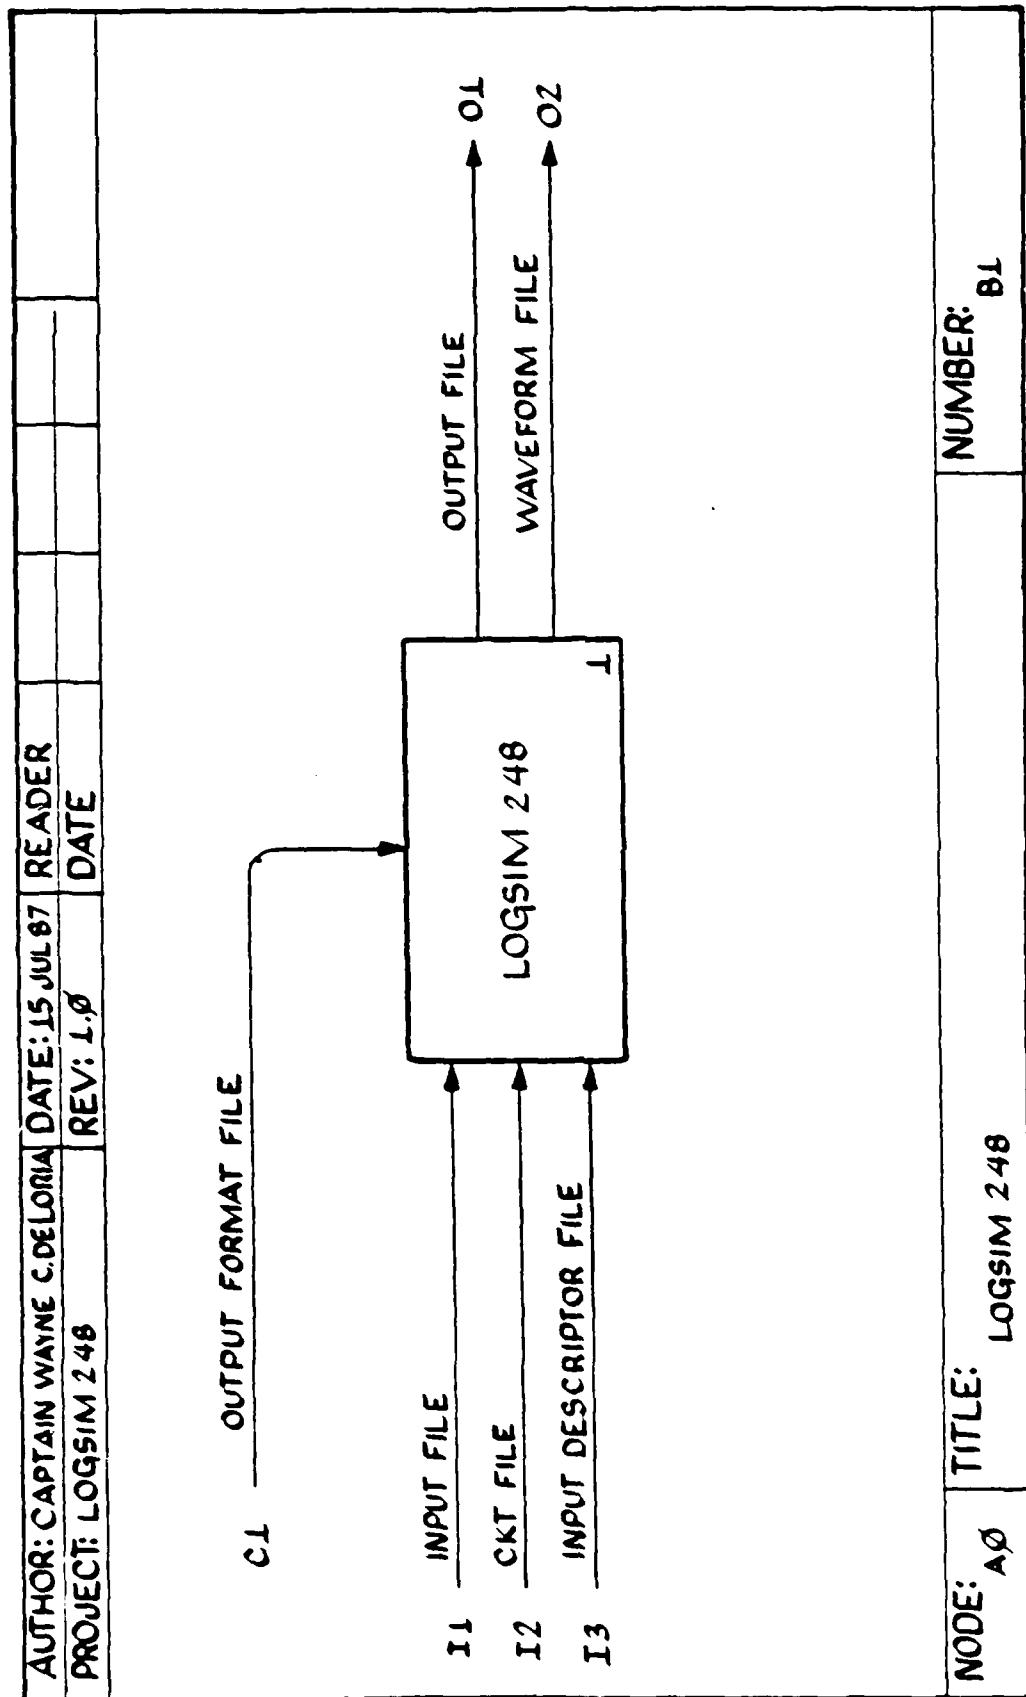 AUTHOR: CAPTAIN WAYNE C. DELORIA DATE: 15 JUL 87 READER
PROJECT: LOGSIM 248 REV: 1.Ø DATE
C1 OUTPUT FORMAT FILE
I1 INPUT FILE
I2 CKT FILE
I3 INPUT DESCRIPTOR FILE
LOGSIM 248
1
OUTPUT FILE O1
WAVEFORM FILE O2
NODE: AØ
TITLE: LOGSIM 248
NUMBER: B1